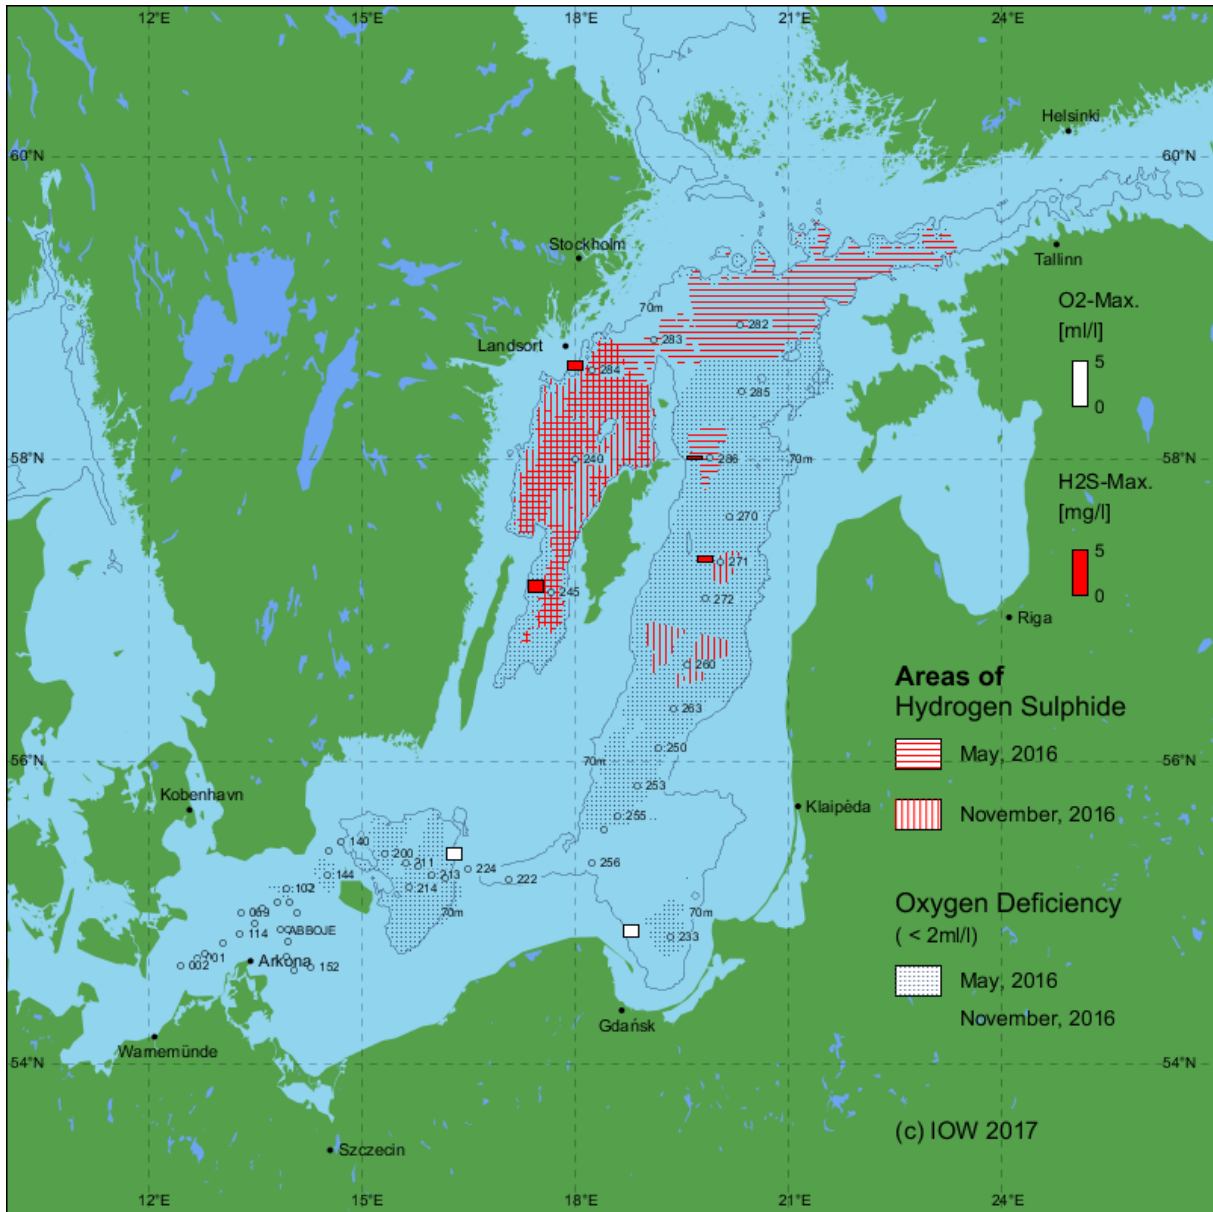 12°E 15°E 18°E 21°E 24°E
Helsinki
60°N 60°N
Stockholm
Tallinn
O2-Max.
[ml/l]
70m
5
0
282
Landsort
283
284
285
58°N 240 286 70m 58°N
H2S-Max.
[mg/l]
270
5
0
271
245
272
Riga
260
Areas of
Hydrogen Sulphide
263
250
May, 2016
56°N 70m 56°N
253
Kobenhavn
Klaipėda
255
November, 2016
140
200
211
256
224
144
213
222
102
214
Oxygen Deficiency
069
70m
70m
114
ABBOJE
( < 2ml/l)
233
002
001
Arkona
152
May, 2016
Gdańsk
November, 2016
Warnemünde
54°N 54°N
(c) IOW 2017
Szczecin
12°E 15°E 18°E 21°E 24°E